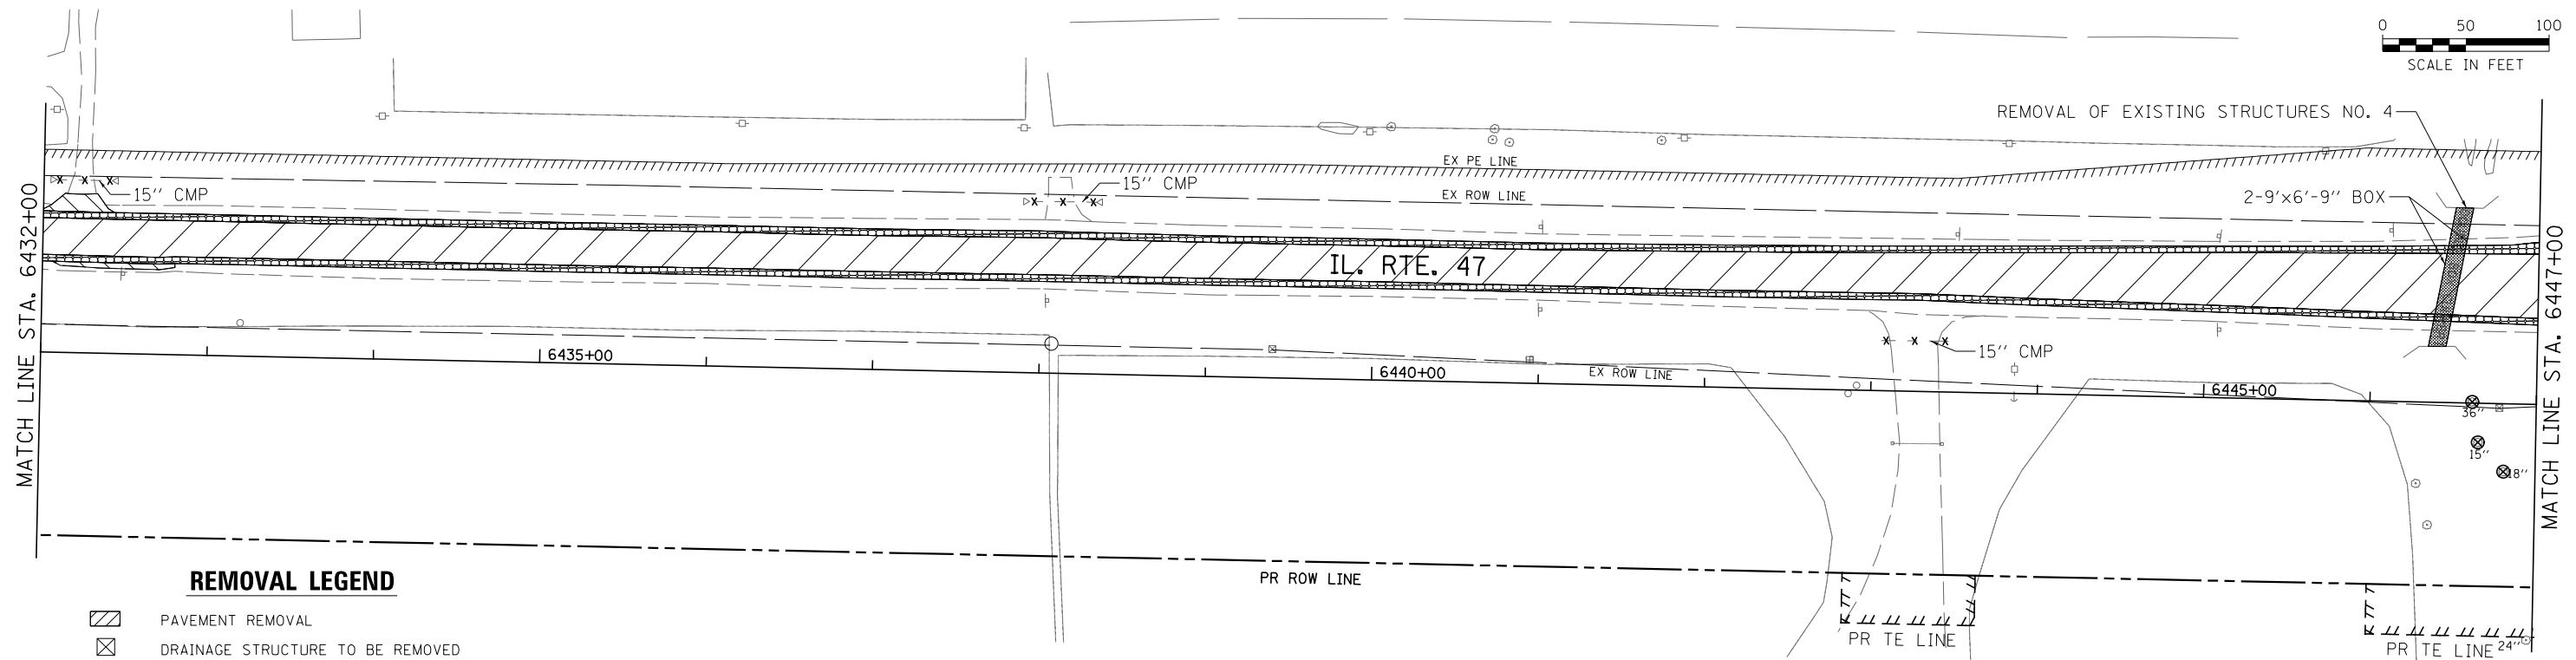 0 50 100
SCALE IN FEET
REMOVAL OF EXISTING STRUCTURES NO. 4
EX PE LINE
15'' CMP
15'' CMP
EX ROW LINE
2-9'x6'-9'' BOX
MATCH LINE STA. 6432+00
IL. RTE. 47
MATCH LINE STA. 6447+00
6435+00
15'' CMP
6440+00
EX ROW LINE
6445+00
36''
15''
18''
PR ROW LINE
REMOVAL LEGEND
PAVEMENT REMOVAL
DRAINAGE STRUCTURE TO BE REMOVED
PR TE LINE
PR TE LINE
24''